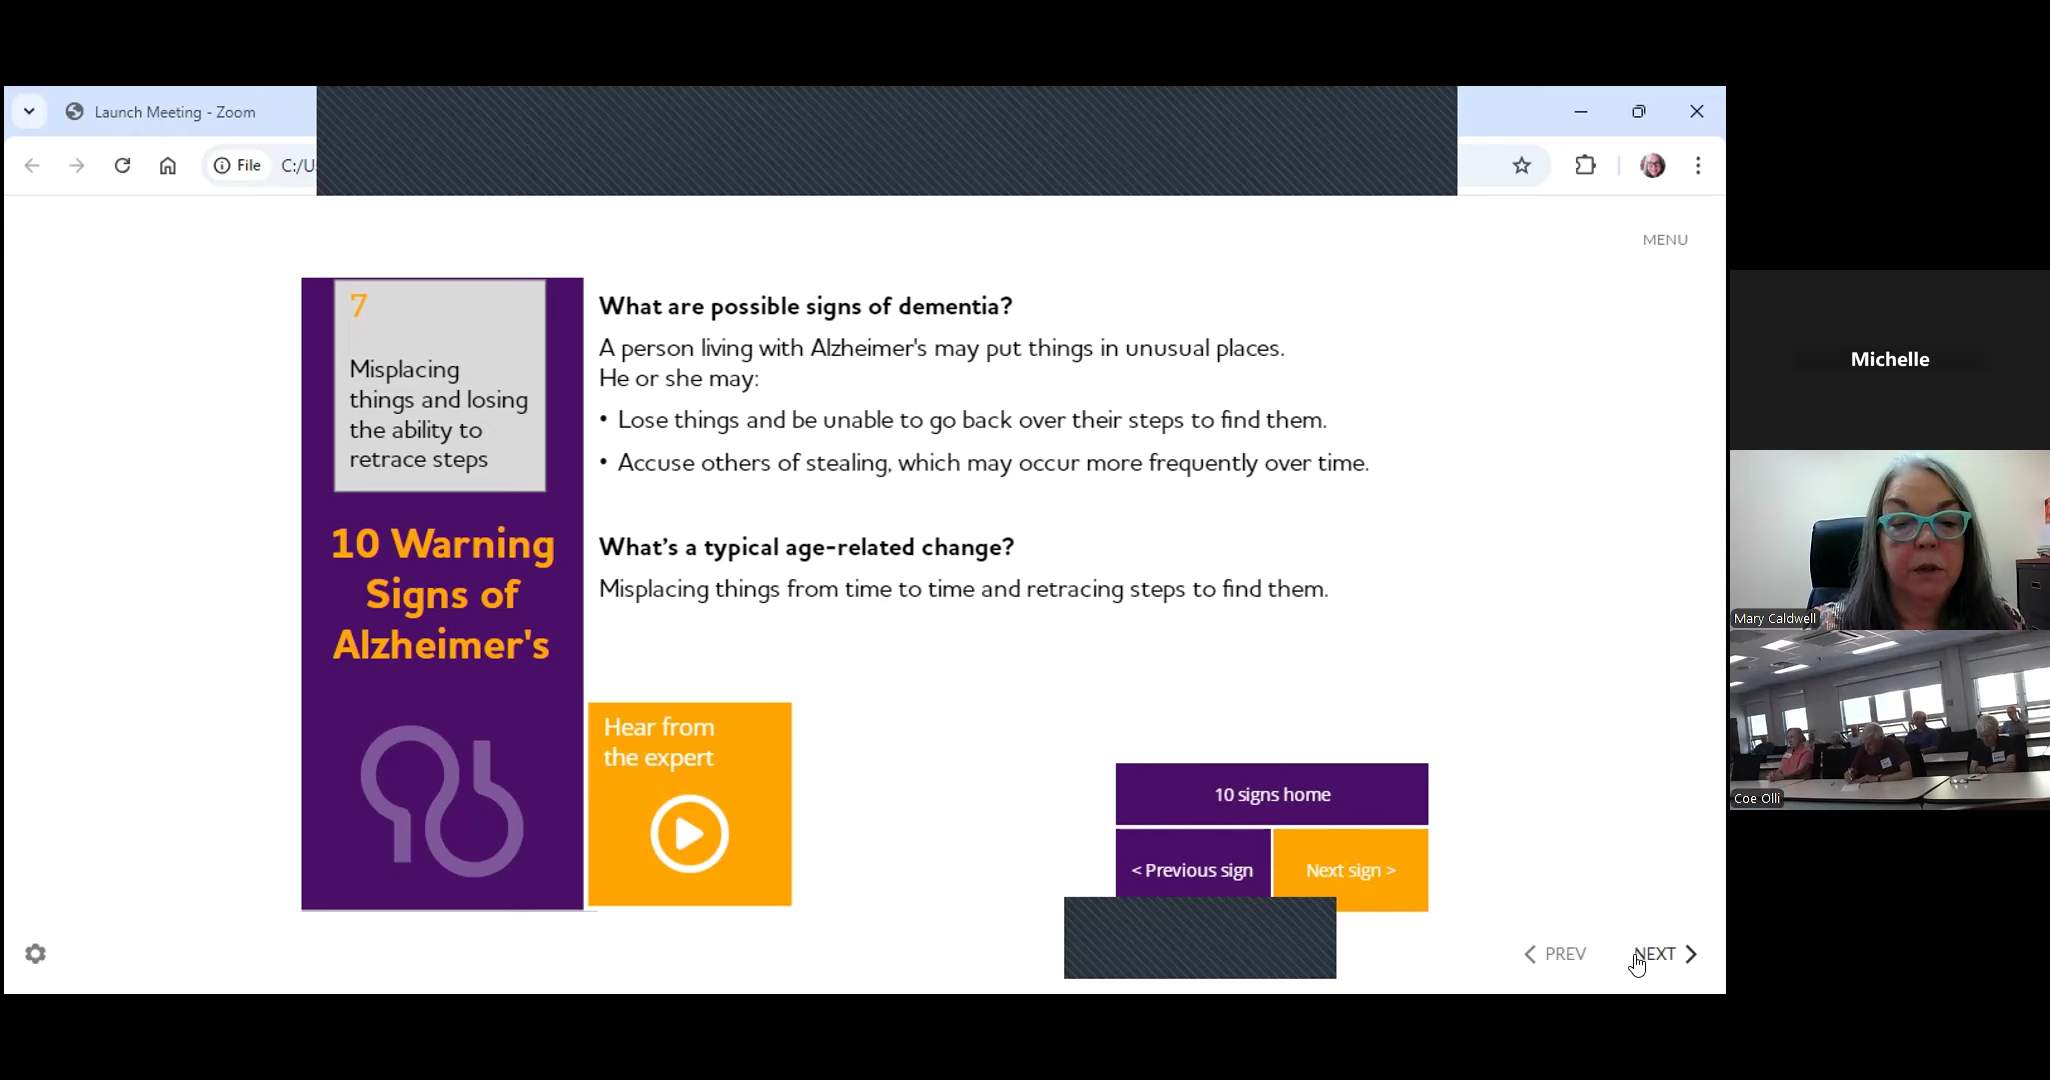 Launch Meeting - Zoom
File C:/U
MENU
7
Misplacing
things and losing
the ability to
retrace steps
10 Warning
Signs of
Alzheimer's
What are possible signs of dementia?
A person living with Alzheimer's may put things in unusual places.
He or she may:
• Lose things and be unable to go back over their steps to find them.
• Accuse others of stealing, which may occur more frequently over time.
What's a typical age-related change?
Misplacing things from time to time and retracing steps to find them.
Hear from
the expert
10 signs home
< Previous sign
Next sign >
PREV
NEXT
Michelle
Mary Caldwell
Coe Olli